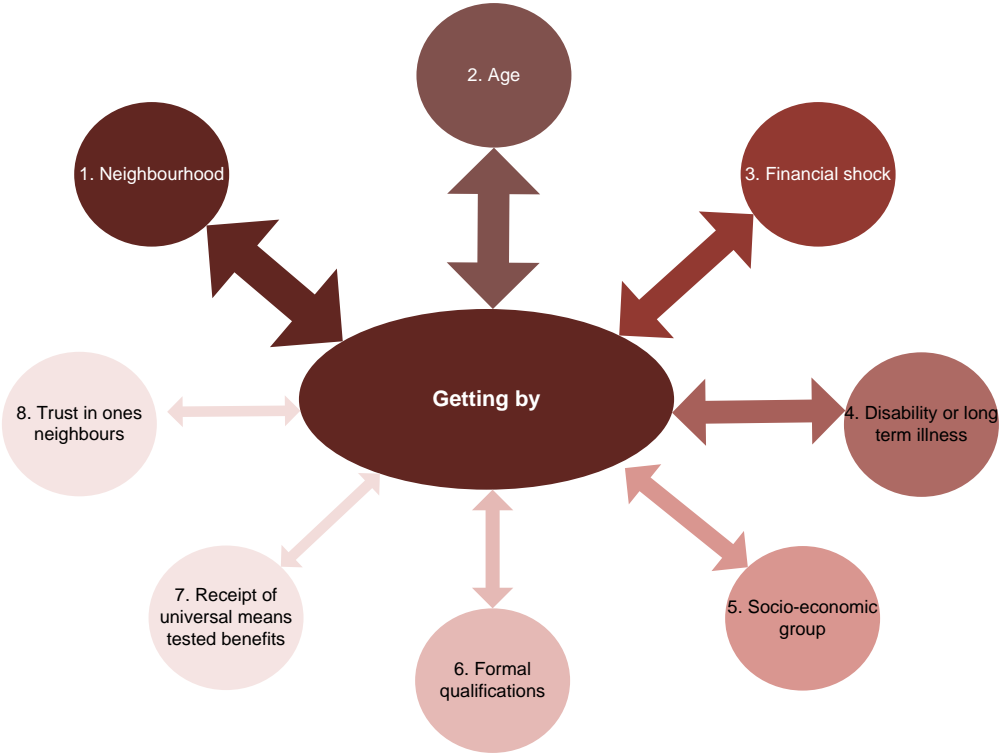 2. Age
1. Neighbourhood
3. Financial shock
Getting by
8. Trust in ones
neighbours
4. Disability or long
term illness
7. Receipt of
universal means
tested benefits
5. Socio-economic
group
6. Formal
qualifications